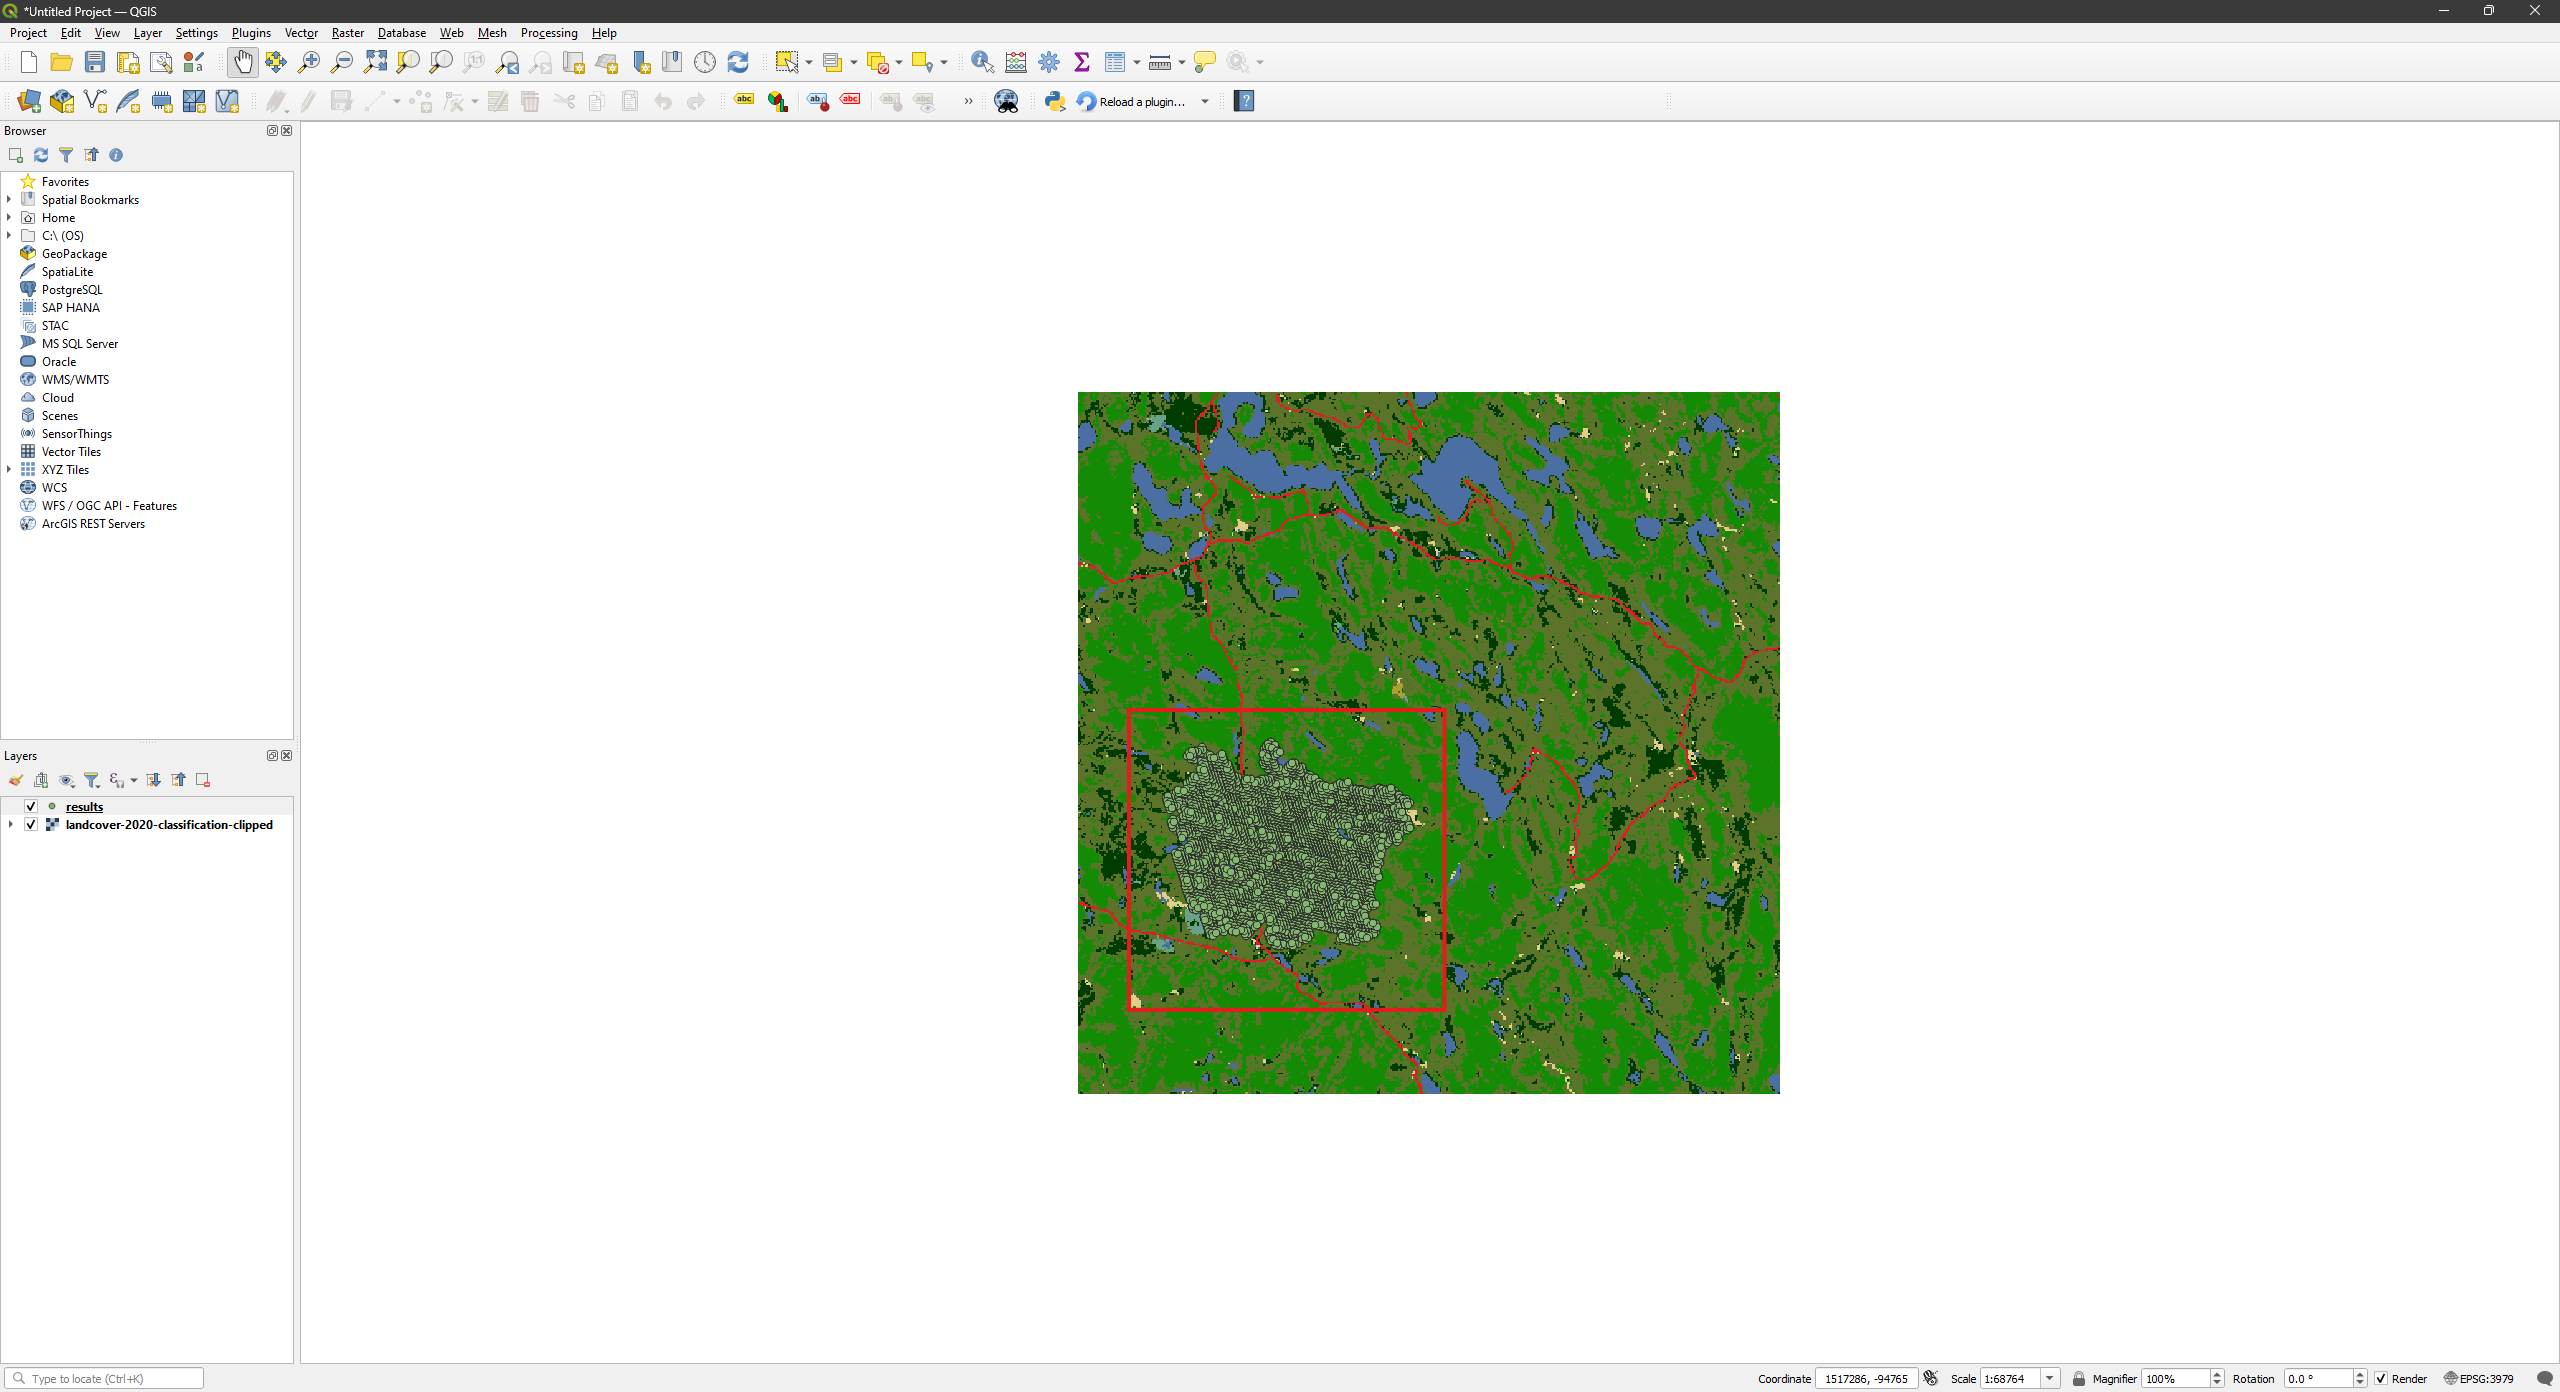 *Untitled Project — QGIS
Project Edit View Layer Settings Plugins Vector Raster Database Web Mesh Processing Help
Reload a plugin...
Browser
Favorites
Spatial Bookmarks
Home
C:\ (OS)
GeoPackage
SpatiaLite
PostgreSQL
SAP HANA
STAC
MS SQL Server
Oracle
WMS/WMTS
Cloud
Scenes
SensorThings
Vector Tiles
XYZ Tiles
WCS
WFS / OGC API - Features
ArcGIS REST Servers
Layers
results
landcover-2020-classification-clipped
Type to locate (Ctrl+K)
Coordinate 1517286, -94765 Scale 1:68764 Magnifier 100% Rotation 0.0 ° Render EPSG:3979